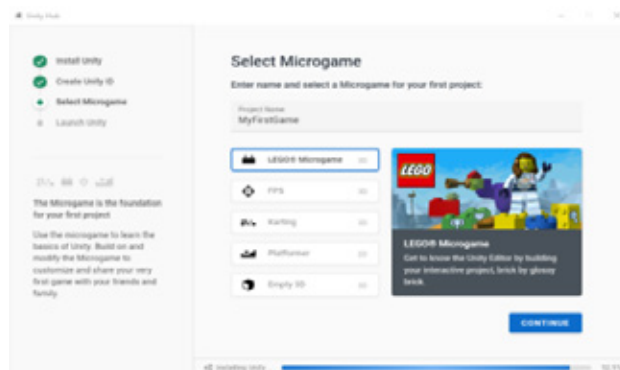 Unity Hub
Install Unity
Create Unity ID
Select Microgame
Launch Unity
The Microgame is the foundation
for your first project
Use the microgame to learn the
basics of Unity. Build on and
modify the Microgame to
customize and share your very
first game with your friends and
family.
Select Microgame
Enter name and select a Microgame for your first project:
Project Name
MyFirstGame
LEGO® Microgame
FPS
Karting
Platformer
Empty 3D
LEGO
LEGO® Microgame
Get to know the Unity Editor by building
your interactive project, brick by glossy
brick.
CONTINUE
Installing Unity